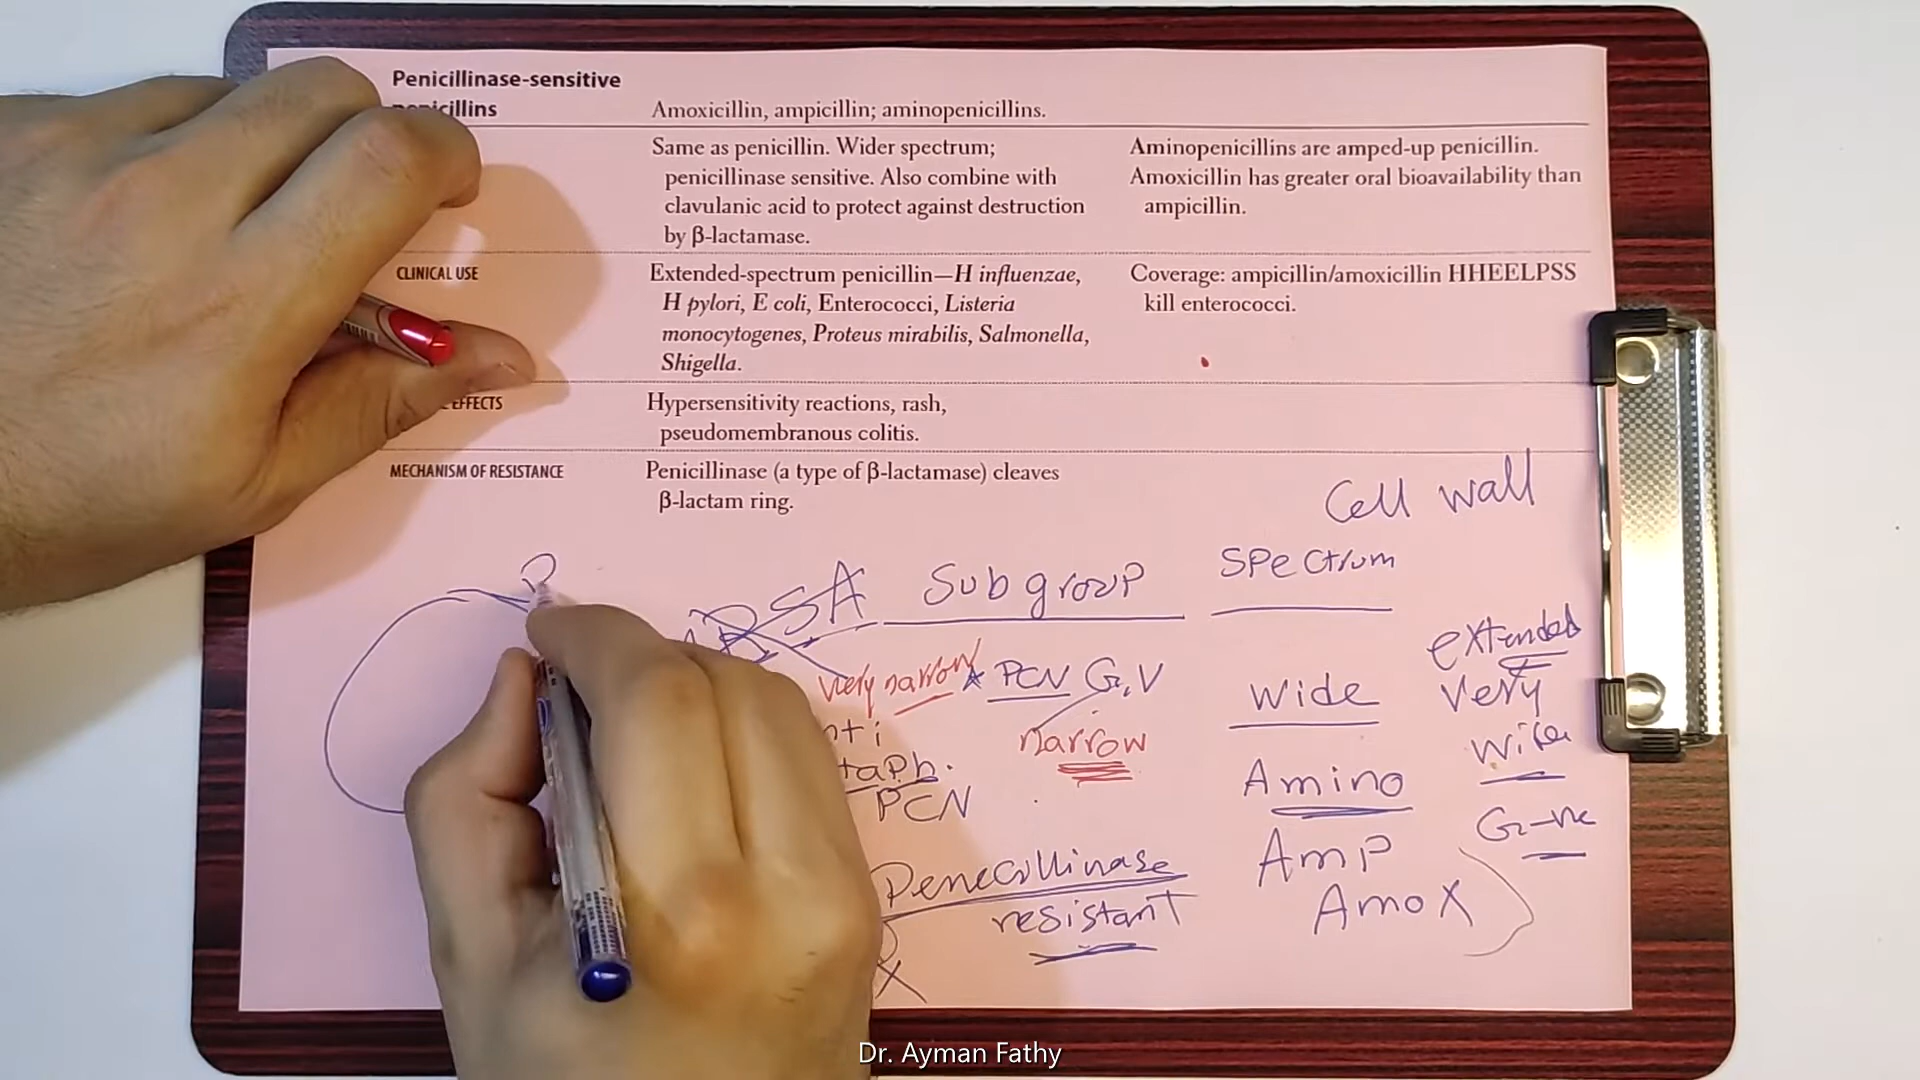 Penicillinase-sensitive
penicillins
Amoxicillin, ampicillin; aminopenicillins.
Same as penicillin. Wider spectrum;
penicillinase sensitive. Also combine with
clavulanic acid to protect against destruction
by β-lactamase.
Aminopenicillins are amped-up penicillin.
Amoxicillin has greater oral bioavailability than
ampicillin.
CLINICAL USE
Extended-spectrum penicillin—H influenzae,
H pylori, E coli, Enterococci, Listeria
monocytogenes, Proteus mirabilis, Salmonella,
Shigella.
Coverage: ampicillin/amoxicillin HHEELPSS
kill enterococci.
EFFECTS
Hypersensitivity reactions, rash,
pseudomembranous colitis.
MECHANISM OF RESISTANCE
Penicillinase (a type of β-lactamase) cleaves
β-lactam ring.
Cell wall
Subgroup
Spectrum
very narrow
PCN G, V
narrow
wide
extended
very
PCN
Amino
G-ve
resistant
Amp
Amox
Dr. Ayman Fathy